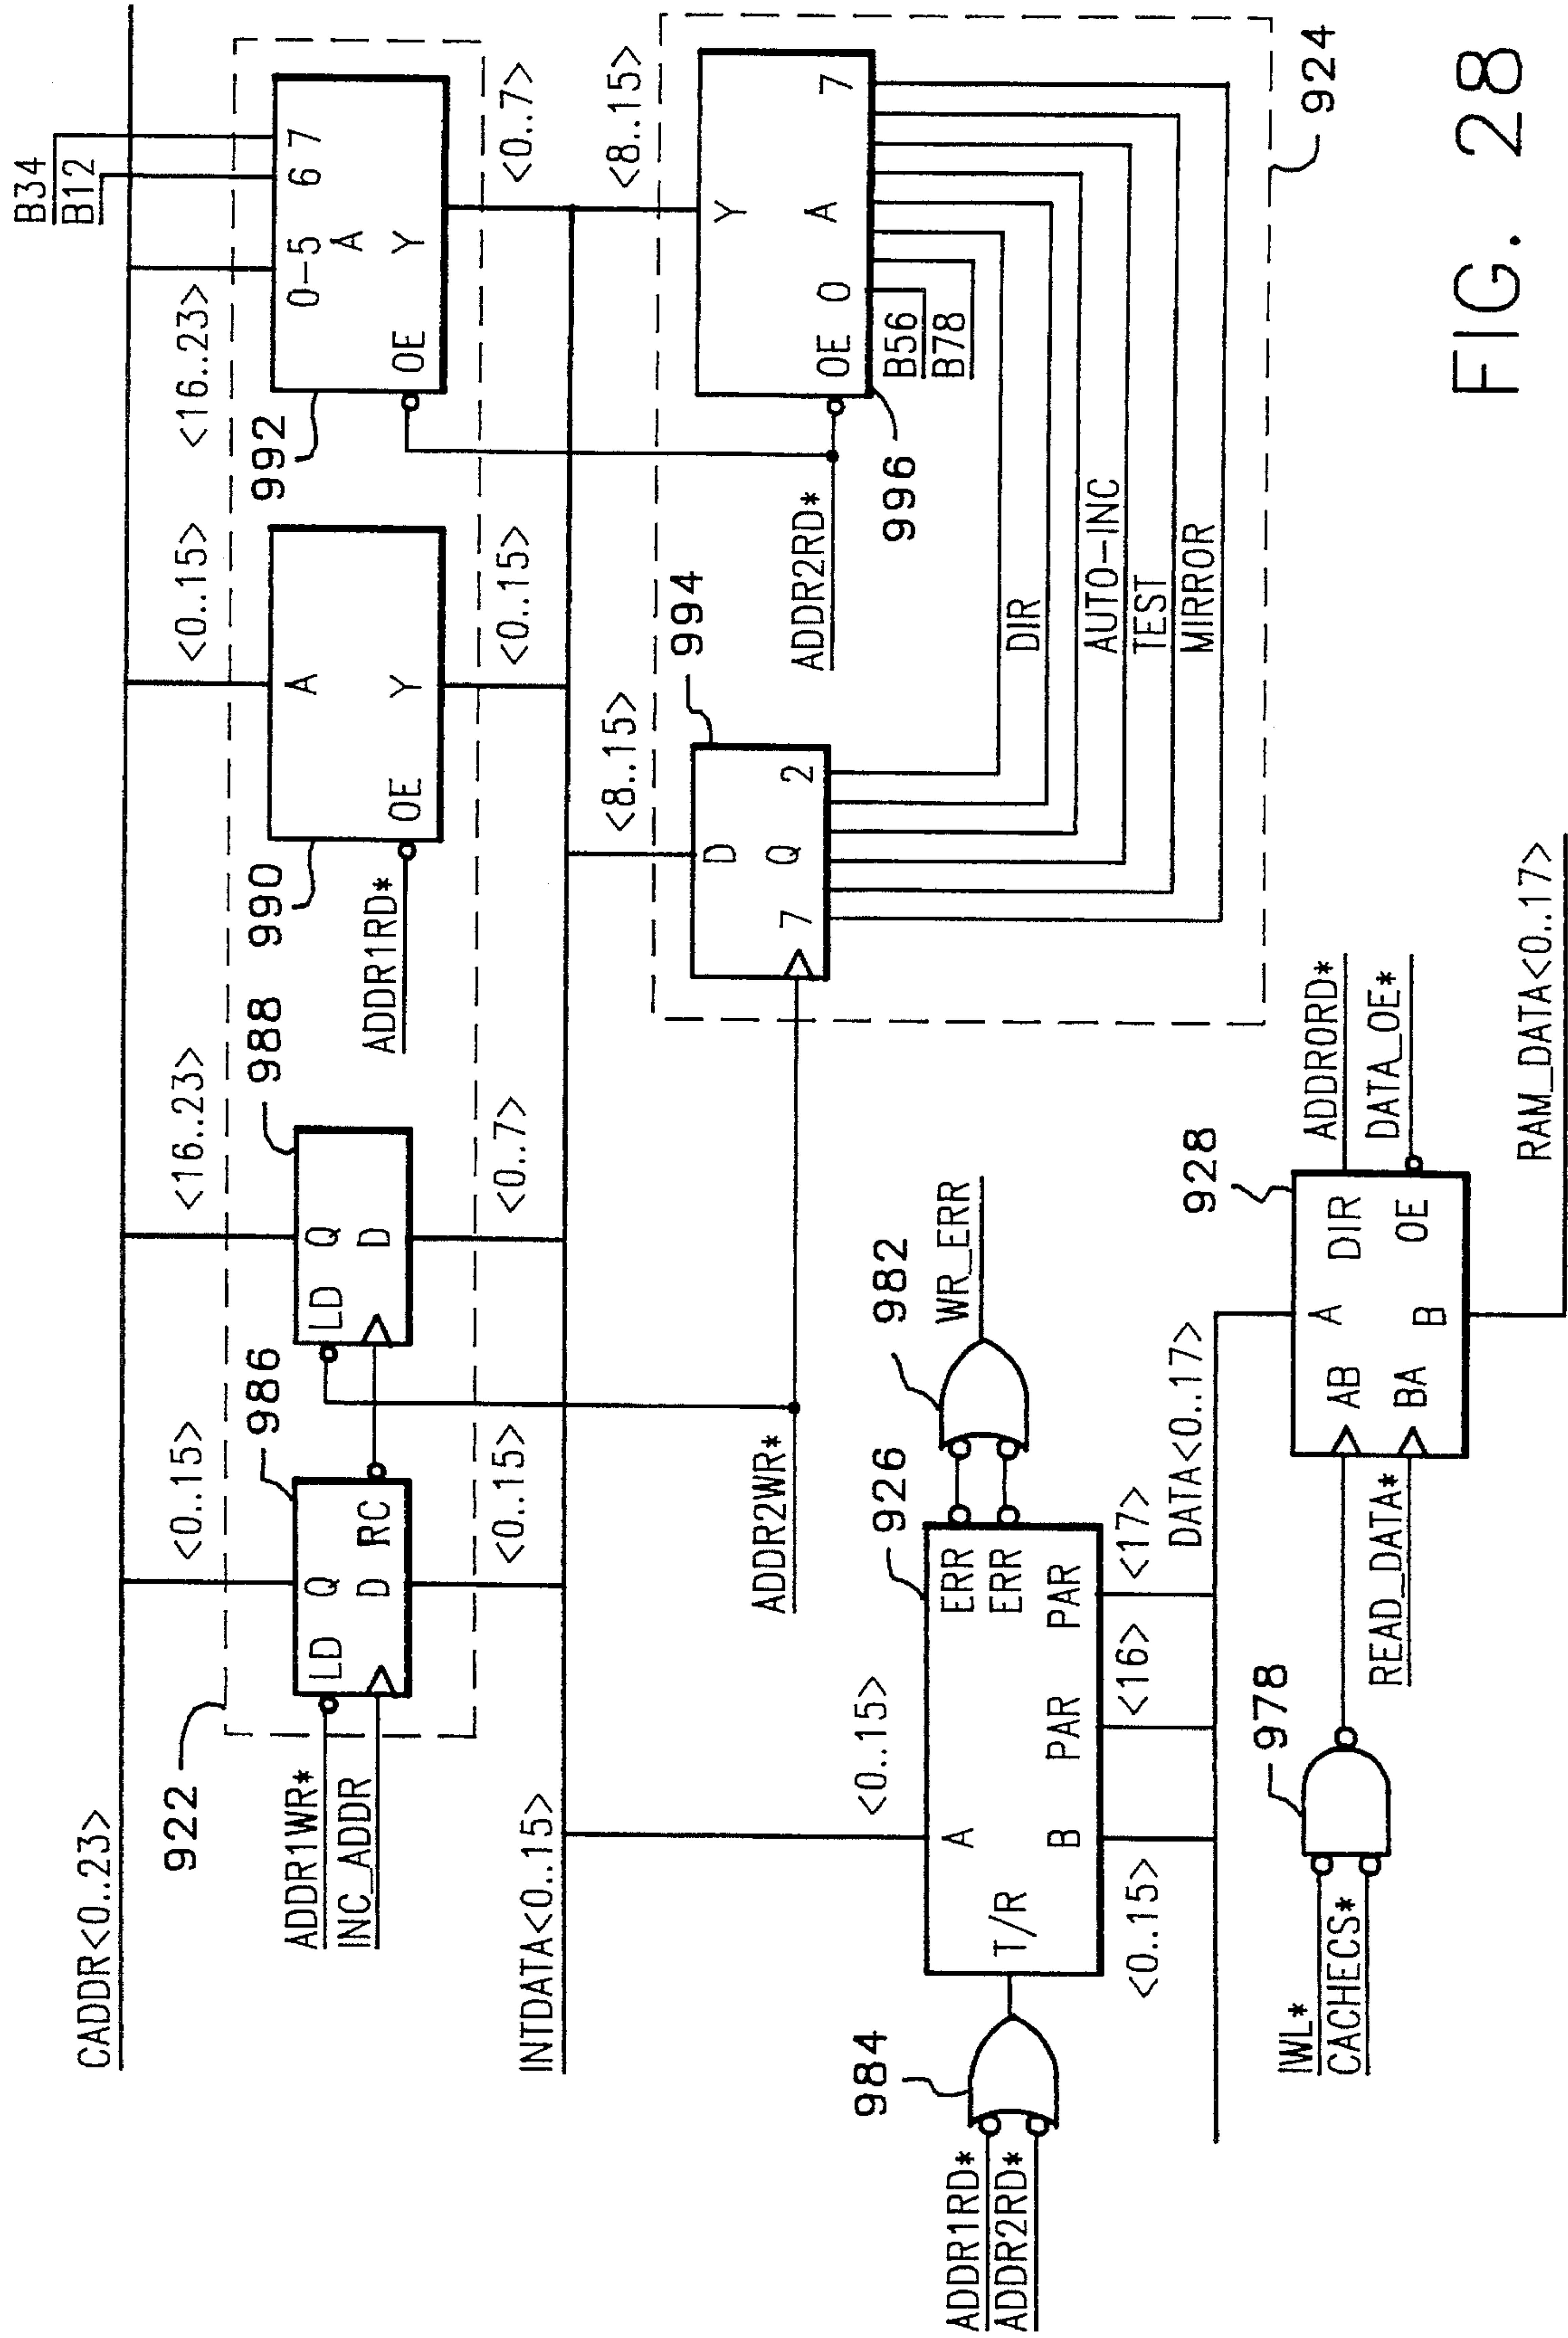 CADDR<0..23>
B34
B12
922
<0..15>
<16..23>
<0..15>
<16..23>
986
988
990
992
ADDR1WR*
INC_ADDR
LD Q
D RC
LD Q
D
A
OE Y
0-5 6 7
A
OE Y
ADDR1RD*
<0..15>
<0..7>
<0..15>
<0..7>
INTDATA<0..15>
<8..15>
<8..15>
994
D
7 Q 2
Y
OE 0 A 7
ADDR2WR*
ADDR2RD*
996
B56
B78
DIR
AUTO-INC
TEST
MIRROR
924
<0..15>
926
982
WR_ERR
984
ADDR1RD*
ADDR2RD*
A ERR
T/R ERR
B PAR PAR
<0..15>
<16>
<17>
DATA<0..17>
978
IWL*
CACHECS*
READ_DATA*
928
AB A DIR
BA B OE
ADDR0RD*
DATA_OE*
RAM_DATA<0..17>
FIG. 28